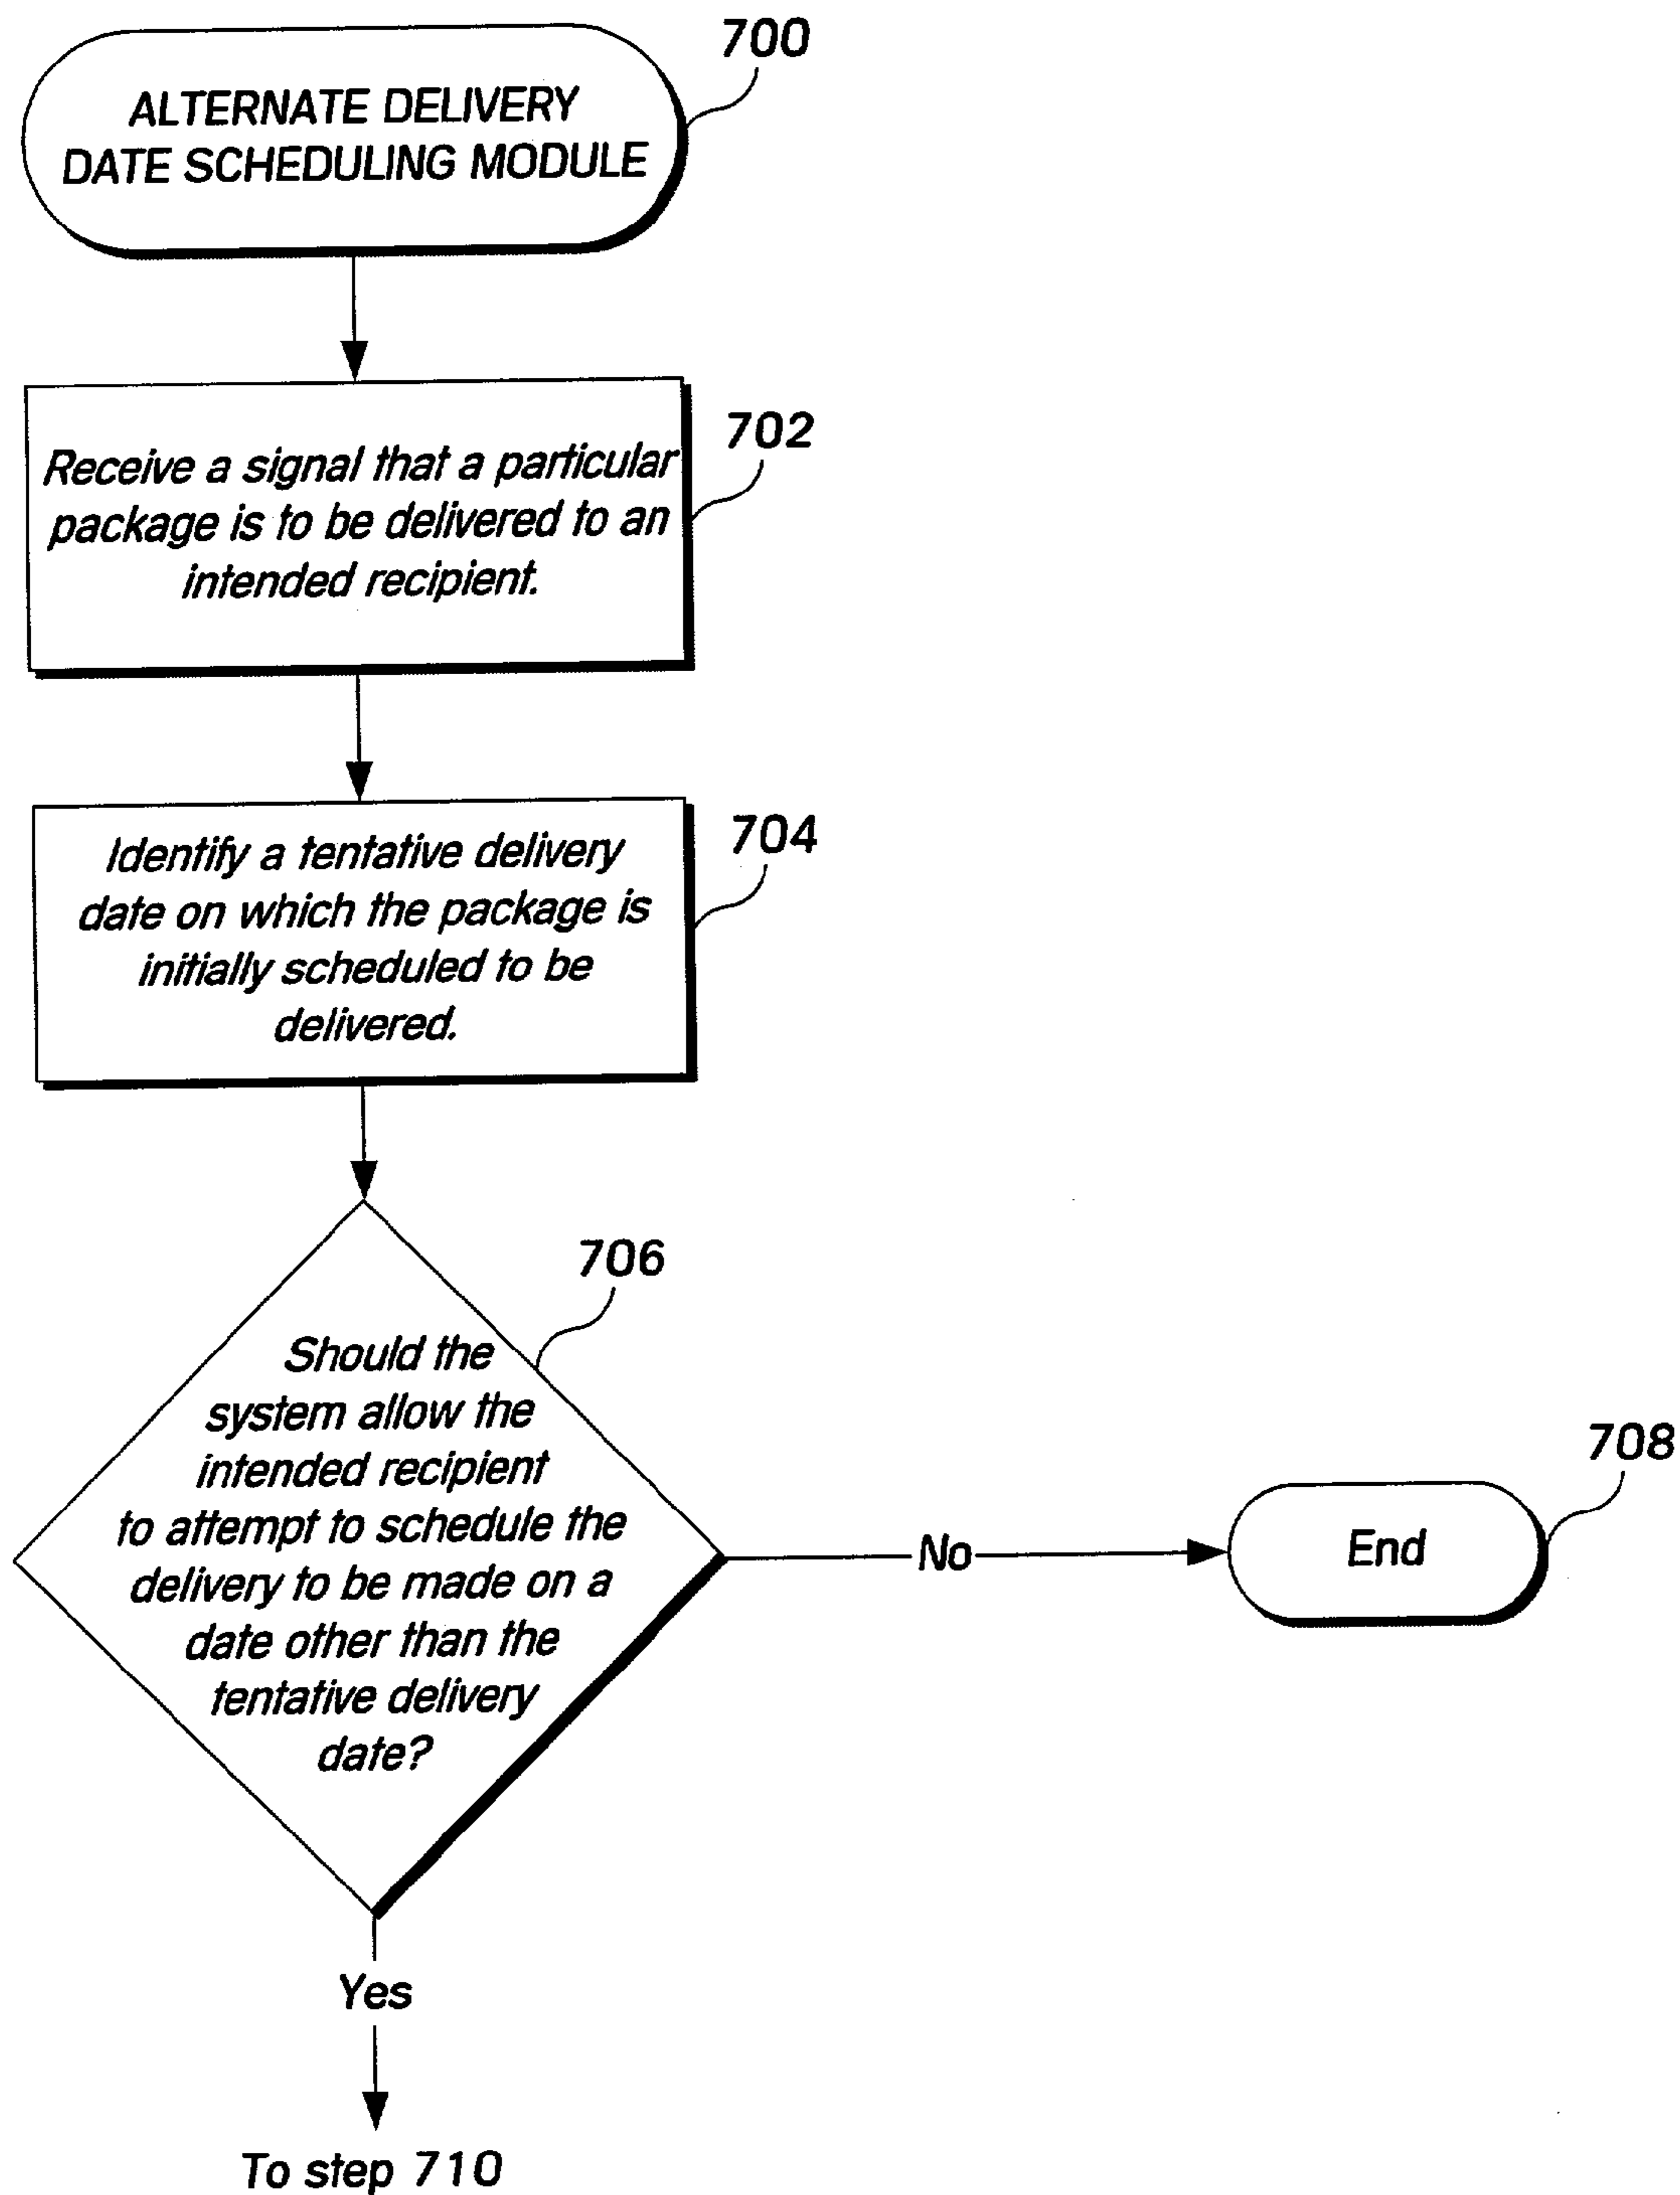 700
ALTERNATE DELIVERY
DATE SCHEDULING MODULE
702
Receive a signal that a particular
package is to be delivered to an
intended recipient.
704
Identify a tentative delivery
date on which the package is
initially scheduled to be
delivered.
706
Should the
system allow the
intended recipient
to attempt to schedule the
delivery to be made on a
date other than the
tentative delivery
date?
No
708
End
Yes
To step 710